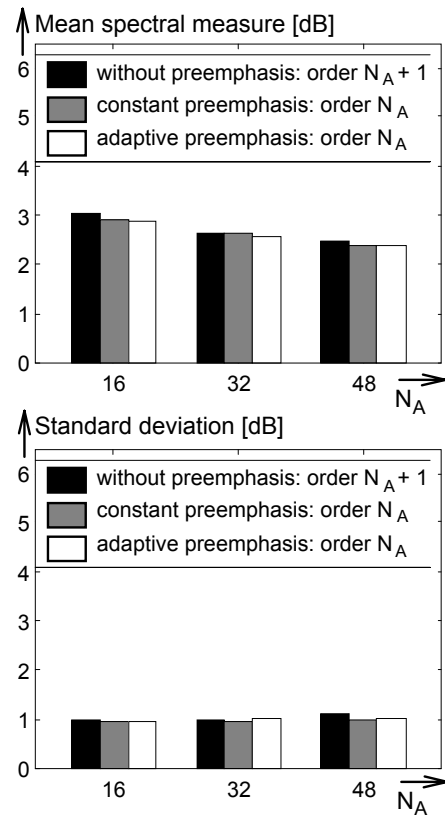 Mean spectral measure [dB]
6
without preemphasis: order N_A + 1
constant preemphasis: order N_A
5
adaptive preemphasis: order N_A
4
3
2
1
0
16 32 48
N_A
Standard deviation [dB]
6
without preemphasis: order N_A + 1
constant preemphasis: order N_A
5
adaptive preemphasis: order N_A
4
3
2
1
0
16 32 48
N_A